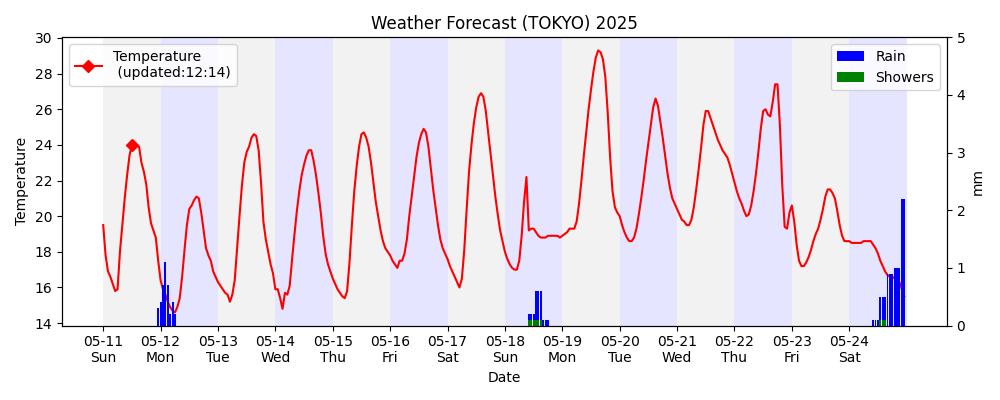 Weather Forecast (TOKYO) 2025
Temperature
(updated:12:14)
Rain
Showers
Temperature
30
28
26
24
22
20
18
16
14
5
4
3
2
1
0
mm
05-11 05-12 05-13 05-14 05-15 05-16 05-17 05-18 05-19 05-20 05-21 05-22 05-23 05-24
Sun Mon Tue Wed Thu Fri Sat Sun Mon Tue Wed Thu Fri Sat
Date